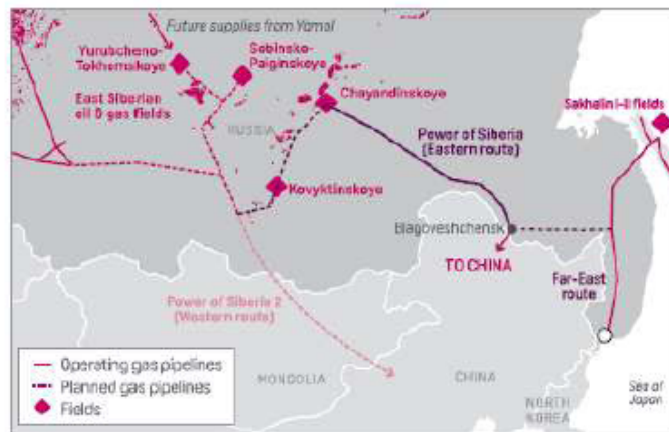 Future supplies from Yamal
Yurubcheno-
Tokhomskoye
Sobinsko-
Paiginskoye
East Siberian
oil & gas fields
Chayandinskoye
Sakhalin I-II fields
RUSSIA
Power of Siberia
(Eastern route)
Kovyktinskoye
Blagoveshchensk
TO CHINA
Far-East
route
Power of Siberia 2
(Western route)
Operating gas pipelines
Planned gas pipelines
Fields
MONGOLIA
CHINA
NORTH
KOREA
Sea of
Japan